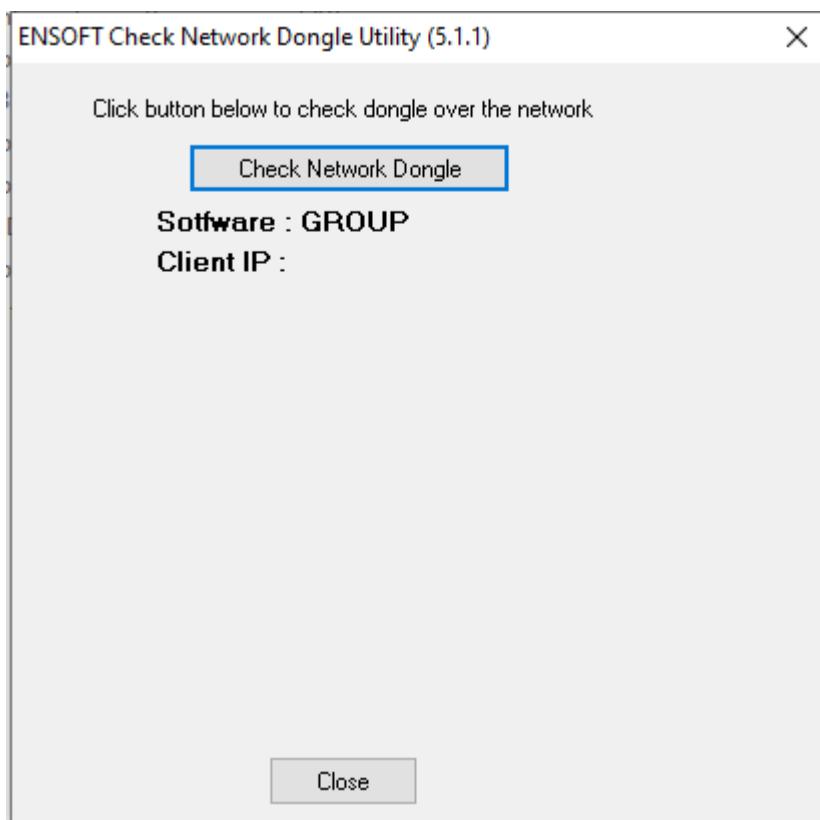 ENSOFT Check Network Dongle Utility (5.1.1)
Click button below to check dongle over the network
Check Network Dongle
Sotfware : GROUP
Client IP :
Close